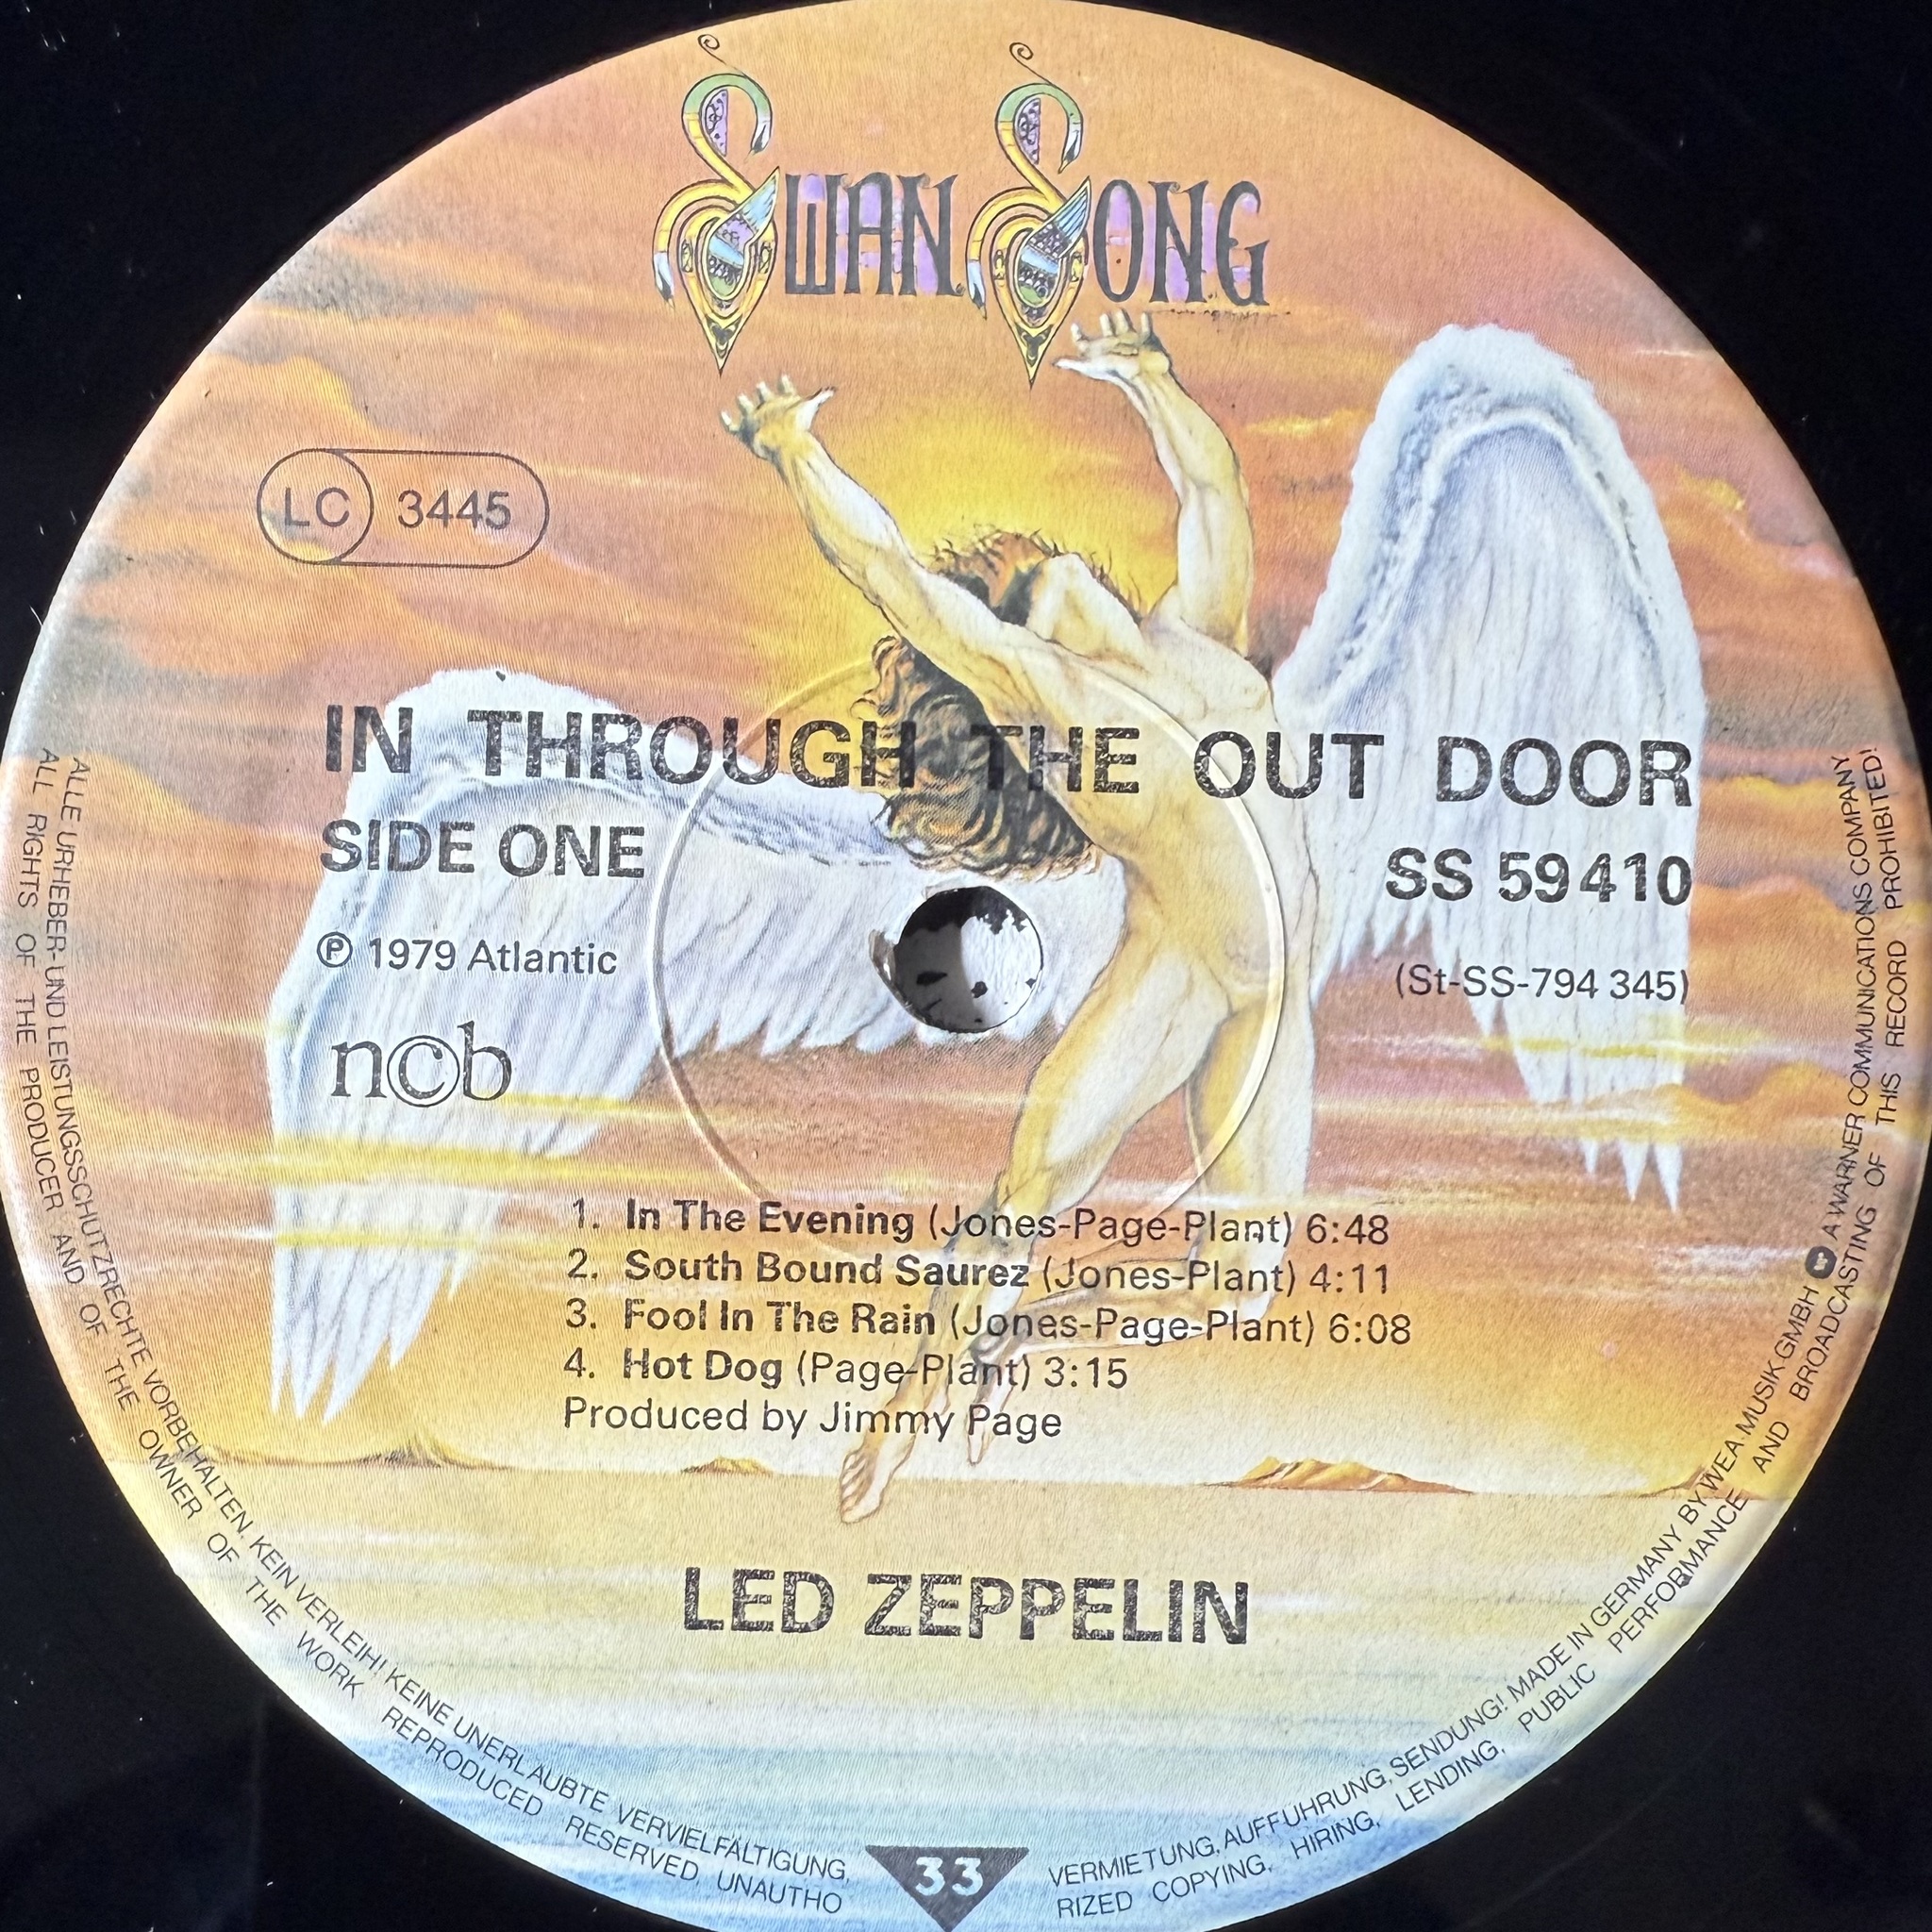 SWAN SONG
LC 3445
IN THROUGH THE OUT DOOR
SIDE ONE
SS 59410
℗ 1979 Atlantic
(St-SS-794 345)
ncb
1. In The Evening (Jones-Page-Plant) 6:48
2. South Bound Saurez (Jones-Plant) 4:11
3. Fool In The Rain (Jones-Page-Plant) 6:08
4. Hot Dog (Page-Plant) 3:15
Produced by Jimmy Page
LED ZEPPELIN
33
ALLE URHEBER- UND LEISTUNGSSCHUTZRECHTE VORBEHALTEN. KEIN VERLEIH! KEINE UNERLAUBTE VERVIELFÄLTIGUNG, VERMIETUNG, AUFFÜHRUNG, SENDUNG! MADE IN GERMANY BY WEA MUSIK GMBH A WARNER COMMUNICATIONS COMPANY
ALL RIGHTS OF THE PRODUCER AND OF THE OWNER OF THE WORK REPRODUCED RESERVED. UNAUTHORIZED COPYING, HIRING, LENDING, PUBLIC PERFORMANCE AND BROADCASTING OF THIS RECORD PROHIBITED!